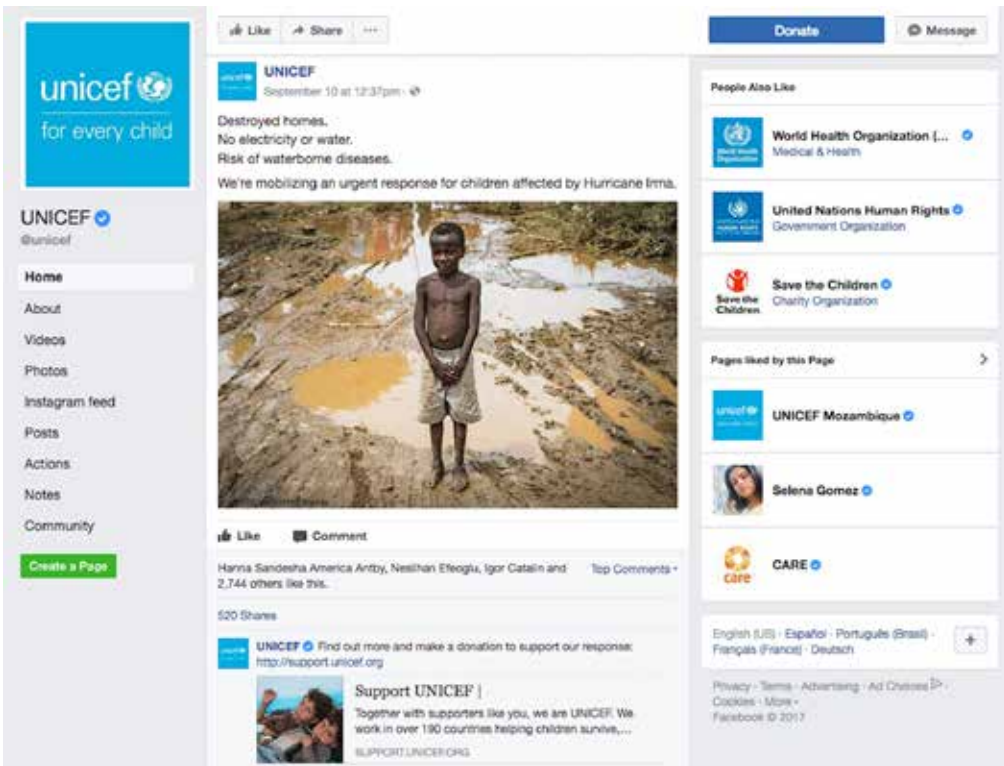 unicef
for every child
UNICEF
@unicef
Home
About
Videos
Photos
Instagram feed
Posts
Actions
Notes
Community
Create a Page
Like Share ...
UNICEF
September 10 at 12:37pm ·
Destroyed homes.
No electricity or water.
Risk of waterborne diseases.
We're mobilizing an urgent response for children affected by Hurricane Irma.
Like Comment
Hanna Sandesha America Antby, Neslihan Efeoglu, Igor Catalin and Top Comments
2,744 others like this.
520 Shares
UNICEF Find out more and make a donation to support our response:
http://support.unicef.org
Support UNICEF |
Together with supporters like you, we are UNICEF. We
work in over 190 countries helping children survive,...
SUPPORT.UNICEF.ORG
Donate Message
People Also Like
World Health Organization (...
Medical & Health
United Nations Human Rights
Government Organization
Save the Children
Charity Organization
Save the
Children
Pages liked by this Page
unicef
UNICEF Mozambique
Selena Gomez
care
CARE
English (US) · Español · Português (Brasil) ·
Français (France) · Deutsch
+
Privacy · Terms · Advertising · Ad Choices ·
Cookies · More
Facebook © 2017